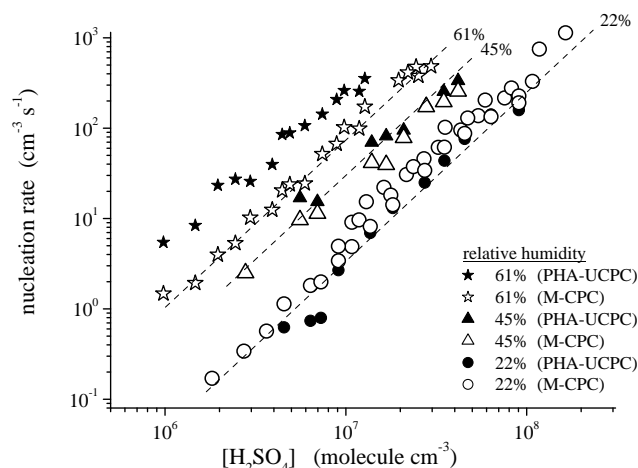 10³
10²
10¹
10⁰
10⁻¹
nucleation rate (cm⁻³ s⁻¹)
61%
45%
22%
relative humidity
61% (PHA-UCPC)
61% (M-CPC)
45% (PHA-UCPC)
45% (M-CPC)
22% (PHA-UCPC)
22% (M-CPC)
10⁶
10⁷
10⁸
[H₂SO₄] (molecule cm⁻³)